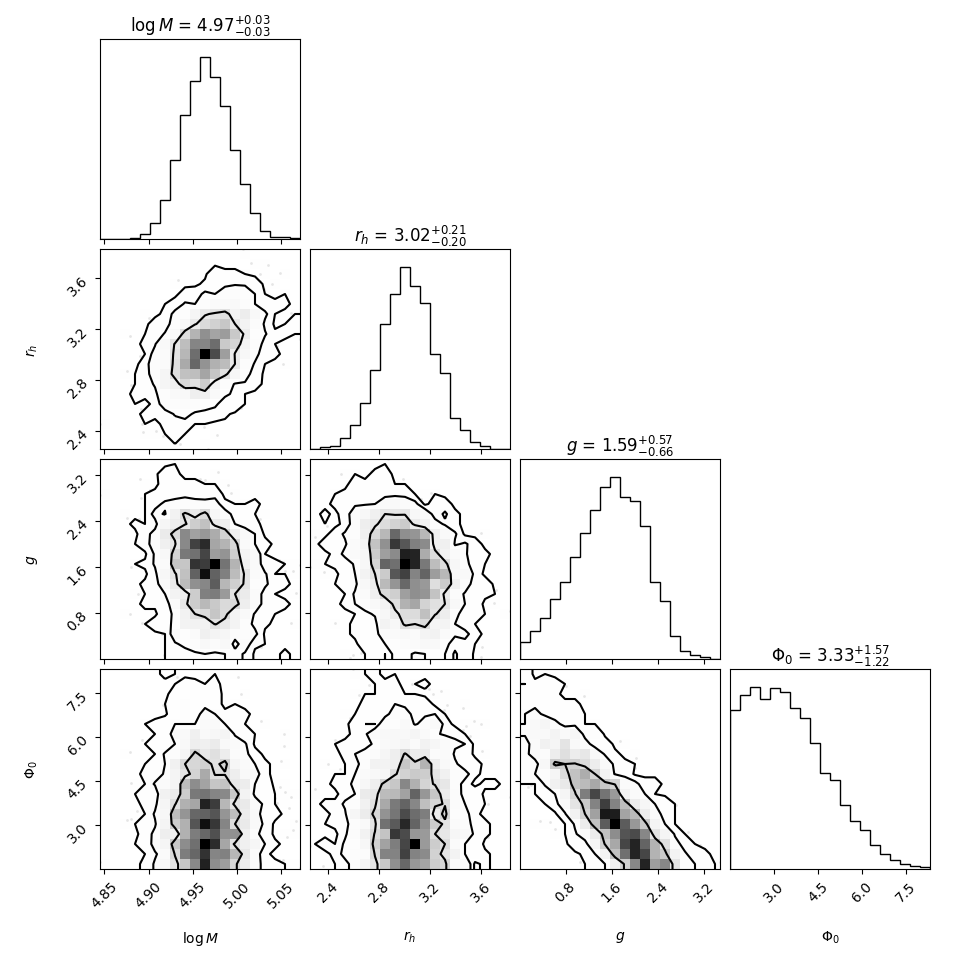 log M = 4.97+0.03 −0.03
3.6
3.2
2.8
2.4
r_h
r_h = 3.02+0.21 −0.20
3.2
2.4
1.6
0.8
g
g = 1.59+0.57 −0.66
7.5
6.0
4.5
3.0
Φ₀
Φ₀ = 3.33+1.57 −1.22
4.85 4.90 4.95 5.00 5.05
2.4 2.8 3.2 3.6
0.8 1.6 2.4 3.2
3.0 4.5 6.0 7.5
log M
r_h
g
Φ₀